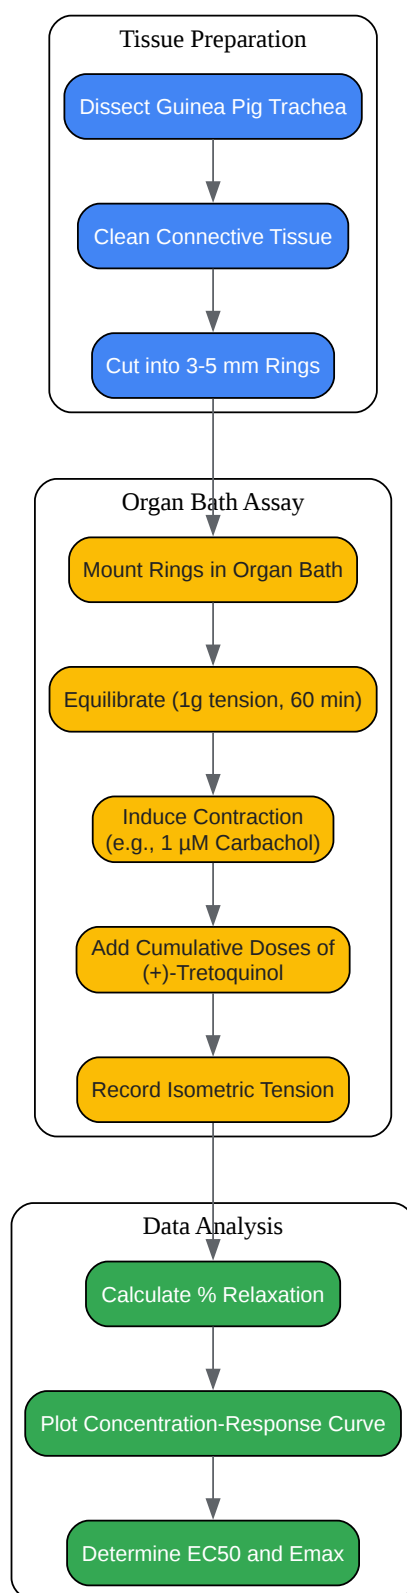 Tissue Preparation
Dissect Guinea Pig Trachea
Clean Connective Tissue
Cut into 3-5 mm Rings
Organ Bath Assay
Mount Rings in Organ Bath
Equilibrate (1g tension, 60 min)
Induce Contraction
(e.g., 1 µM Carbachol)
Add Cumulative Doses of
(+)-Tretoquinol
Record Isometric Tension
Data Analysis
Calculate % Relaxation
Plot Concentration-Response Curve
Determine EC50 and Emax